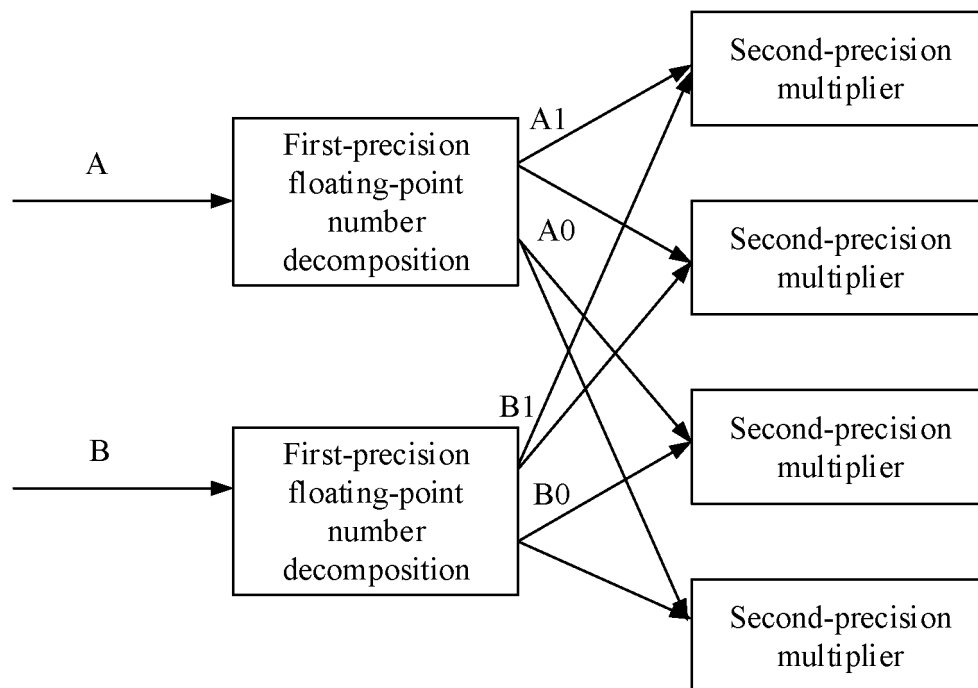 A
First-precision
floating-point
number
decomposition
B
First-precision
floating-point
number
decomposition
A1
A0
B1
B0
Second-precision
multiplier
Second-precision
multiplier
Second-precision
multiplier
Second-precision
multiplier